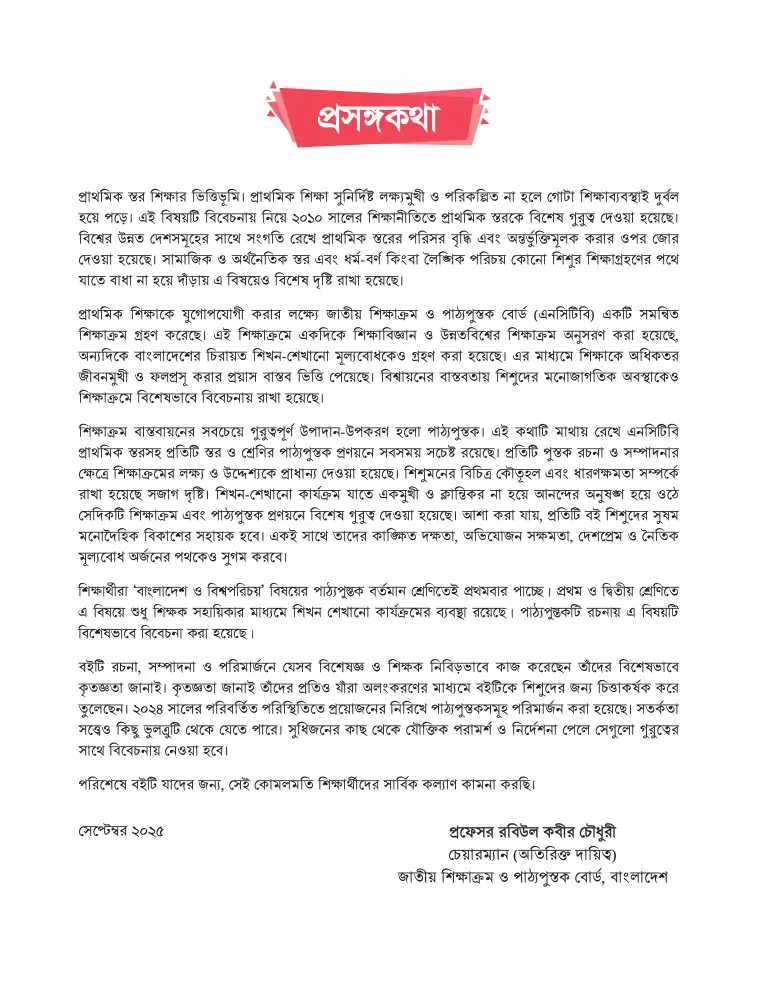 প্রসঙ্গকথা
প্রাথমিক স্তর শিক্ষার ভিত্তিভূমি। প্রাথমিক শিক্ষা সুনির্দিষ্ট লক্ষ্যমুখী ও পরিকল্পিত না হলে গোটা শিক্ষাব্যবস্থাই দুর্বল
হয়ে পড়ে। এই বিষয়টি বিবেচনায় নিয়ে ২০১০ সালের শিক্ষানীতিতে প্রাথমিক স্তরকে বিশেষ গুরুত্ব দেওয়া হয়েছে।
বিশ্বের উন্নত দেশসমূহের সাথে সংগতি রেখে প্রাথমিক স্তরের পরিসর বৃদ্ধি এবং অন্তর্ভুক্তিমূলক করার ওপর জোর
দেওয়া হয়েছে। সামাজিক ও অর্থনৈতিক স্তর এবং ধর্ম-বর্ণ কিংবা লৈঙ্গিক পরিচয় কোনো শিশুর শিক্ষাগ্রহণের পথে
যাতে বাধা না হয়ে দাঁড়ায় এ বিষয়েও বিশেষ দৃষ্টি রাখা হয়েছে।
প্রাথমিক শিক্ষাকে যুগোপযোগী করার লক্ষ্যে জাতীয় শিক্ষাক্রম ও পাঠ্যপুস্তক বোর্ড (এনসিটিবি) একটি সমন্বিত
শিক্ষাক্রম গ্রহণ করেছে। এই শিক্ষাক্রমে একদিকে শিক্ষাবিজ্ঞান ও উন্নতবিশ্বের শিক্ষাক্রম অনুসরণ করা হয়েছে,
অন্যদিকে বাংলাদেশের চিরায়ত শিখন-শেখানো মূল্যবোধকেও গ্রহণ করা হয়েছে। এর মাধ্যমে শিক্ষাকে অধিকতর
জীবনমুখী ও ফলপ্রসূ করার প্রয়াস বাস্তব ভিত্তি পেয়েছে। বিশ্বায়নের বাস্তবতায় শিশুদের মনোজাগতিক অবস্থাকেও
শিক্ষাক্রমে বিশেষভাবে বিবেচনায় রাখা হয়েছে।
শিক্ষাক্রম বাস্তবায়নের সবচেয়ে গুরুত্বপূর্ণ উপাদান-উপকরণ হলো পাঠ্যপুস্তক। এই কথাটি মাথায় রেখে এনসিটিবি
প্রাথমিক স্তরসহ প্রতিটি স্তর ও শ্রেণির পাঠ্যপুস্তক প্রণয়নে সবসময় সচেষ্ট রয়েছে। প্রতিটি পুস্তক রচনা ও সম্পাদনার
ক্ষেত্রে শিক্ষাক্রমের লক্ষ্য ও উদ্দেশ্যকে প্রাধান্য দেওয়া হয়েছে। শিশুমনের বিচিত্র কৌতূহল এবং ধারণক্ষমতা সম্পর্কে
রাখা হয়েছে সজাগ দৃষ্টি। শিখন-শেখানো কার্যক্রম যাতে একমুখী ও ক্লান্তিকর না হয়ে আনন্দের অনুষঙ্গ হয়ে ওঠে
সেদিকটি শিক্ষাক্রম এবং পাঠ্যপুস্তক প্রণয়নে বিশেষ গুরুত্ব দেওয়া হয়েছে। আশা করা যায়, প্রতিটি বই শিশুদের সুষম
মনোদৈহিক বিকাশের সহায়ক হবে। একই সাথে তাদের কাঙ্ক্ষিত দক্ষতা, অভিযোজন সক্ষমতা, দেশপ্রেম ও নৈতিক
মূল্যবোধ অর্জনের পথকেও সুগম করবে।
শিক্ষার্থীরা ‘বাংলাদেশ ও বিশ্বপরিচয়’ বিষয়ের পাঠ্যপুস্তক বর্তমান শ্রেণিতেই প্রথমবার পাচ্ছে। প্রথম ও দ্বিতীয় শ্রেণিতে
এ বিষয়ে শুধু শিক্ষক সহায়িকার মাধ্যমে শিখন শেখানো কার্যক্রমের ব্যবস্থা রয়েছে। পাঠ্যপুস্তকটি রচনায় এ বিষয়টি
বিশেষভাবে বিবেচনা করা হয়েছে।
বইটি রচনা, সম্পাদনা ও পরিমার্জনে যেসব বিশেষজ্ঞ ও শিক্ষক নিবিড়ভাবে কাজ করেছেন তাঁদের বিশেষভাবে
কৃতজ্ঞতা জানাই। কৃতজ্ঞতা জানাই তাঁদের প্রতিও যাঁরা অলংকরণের মাধ্যমে বইটিকে শিশুদের জন্য চিত্তাকর্ষক করে
তুলেছেন। ২০২৪ সালের পরিবর্তিত পরিস্থিতিতে প্রয়োজনের নিরিখে পাঠ্যপুস্তকসমূহ পরিমার্জন করা হয়েছে। সতর্কতা
সত্ত্বেও কিছু ভুলত্রুটি থেকে যেতে পারে। সুধিজনের কাছ থেকে যৌক্তিক পরামর্শ ও নির্দেশনা পেলে সেগুলো গুরুত্বের
সাথে বিবেচনায় নেওয়া হবে।
পরিশেষে বইটি যাদের জন্য, সেই কোমলমতি শিক্ষার্থীদের সার্বিক কল্যাণ কামনা করছি।
সেপ্টেম্বর ২০২৫
প্রফেসর রবিউল কবীর চৌধুরী
চেয়ারম্যান (অতিরিক্ত দায়িত্ব)
জাতীয় শিক্ষাক্রম ও পাঠ্যপুস্তক বোর্ড, বাংলাদেশ